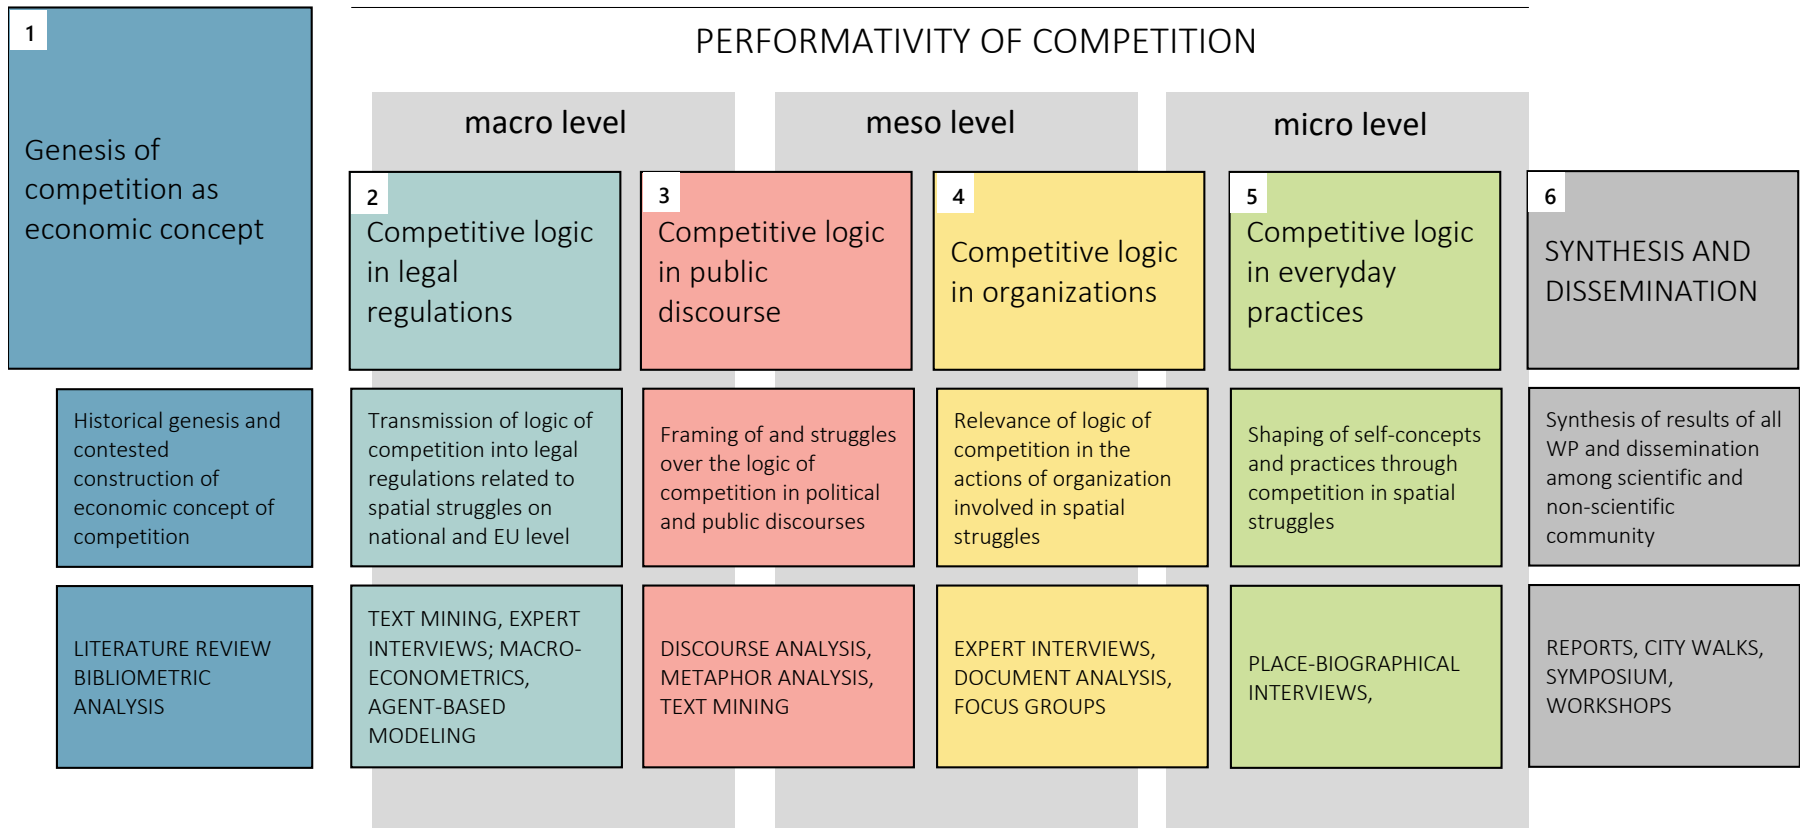 1
Genesis of
competition as
economic concept
PERFORMATIVITY OF COMPETITION
macro level
meso level
micro level
2
Competitive logic
in legal
regulations
3
Competitive logic
in public
discourse
4
Competitive logic
in organizations
5
Competitive logic
in everyday
practices
6
SYNTHESIS AND
DISSEMINATION
Historical genesis and
contested
construction of
economic concept of
competition
Transmission of logic of
competition into legal
regulations related to
spatial struggles on
national and EU level
Framing of and struggles
over the logic of
competition in political
and public discourses
Relevance of logic of
competition in the
actions of organization
involved in spatial
struggles
Shaping of self-concepts
and practices through
competition in spatial
struggles
Synthesis of results of all
WP and dissemination
among scientific and
non-scientific
community
LITERATURE REVIEW
BIBLIOMETRIC
ANALYSIS
TEXT MINING, EXPERT
INTERVIEWS; MACRO-
ECONOMETRICS,
AGENT-BASED
MODELING
DISCOURSE ANALYSIS,
METAPHOR ANALYSIS,
TEXT MINING
EXPERT INTERVIEWS,
DOCUMENT ANALYSIS,
FOCUS GROUPS
PLACE-BIOGRAPHICAL
INTERVIEWS,
REPORTS, CITY WALKS,
SYMPOSIUM,
WORKSHOPS